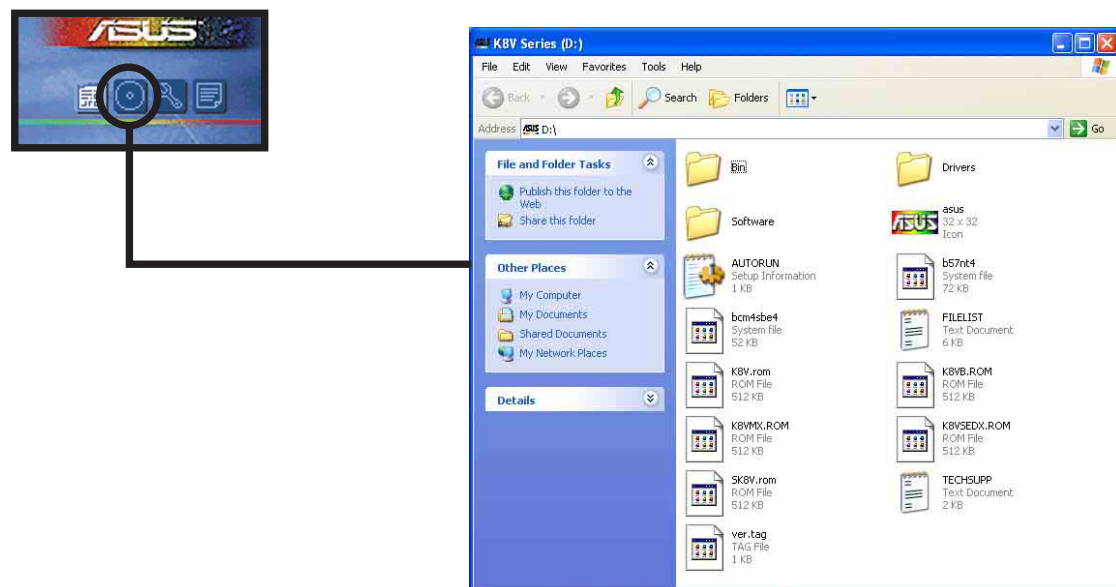 ASUS
K8V Series (D:)
File Edit View Favorites Tools Help
Back Search Folders
Address D:\ Go
File and Folder Tasks
Publish this folder to the
Web
Share this folder
Other Places
My Computer
My Documents
Shared Documents
My Network Places
Details
Bin
Drivers
Software
ASUS
asus
32 x 32
Icon
AUTORUN
Setup Information
1 KB
b57nt4
System file
72 KB
bcm4sbe4
System file
52 KB
FILELIST
Text Document
6 KB
K8V.rom
ROM File
512 KB
K8VB.ROM
ROM File
512 KB
K8VMX.ROM
ROM File
512 KB
K8VSEDX.ROM
ROM File
512 KB
SK8V.rom
ROM File
512 KB
TECHSUPP
Text Document
2 KB
ver.tag
TAG File
1 KB